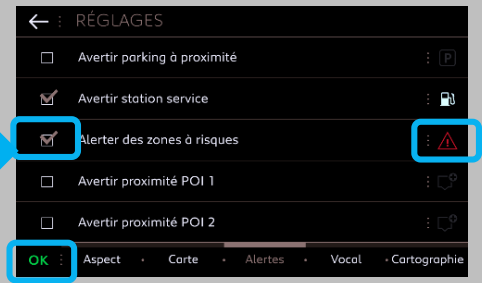 RÉGLAGES
Avertir parking à proximité
P
Avertir station service
Alerter des zones à risques
Avertir proximité POI 1
Avertir proximité POI 2
OK Aspect • Carte • Alertes • Vocal • Cartographie